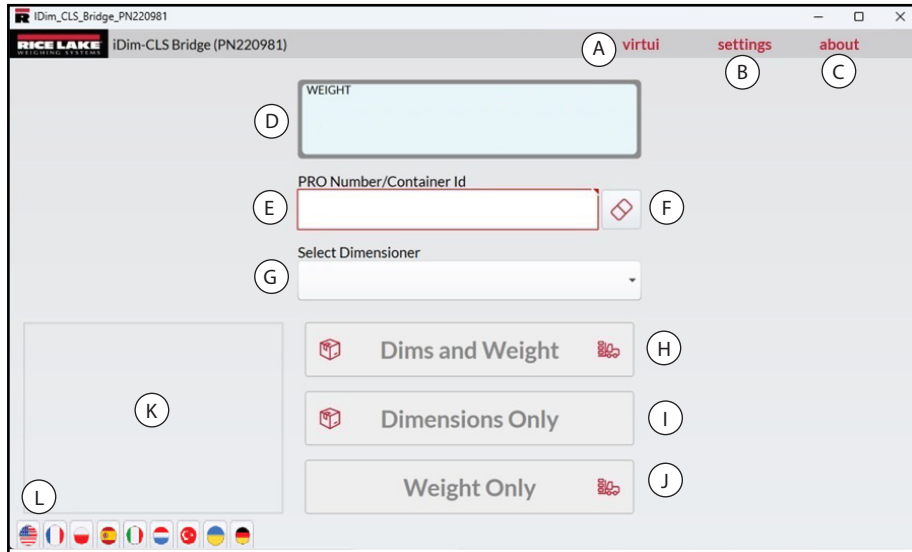 IDim_CLS_Bridge_PN220981
RICE LAKE
WEIGHING SYSTEMS
iDim-CLS Bridge (PN220981)
A
virtui
settings
about
B
C
WEIGHT
D
PRO Number/Container Id
E
F
Select Dimensioner
G
Dims and Weight
H
K
Dimensions Only
I
Weight Only
J
L